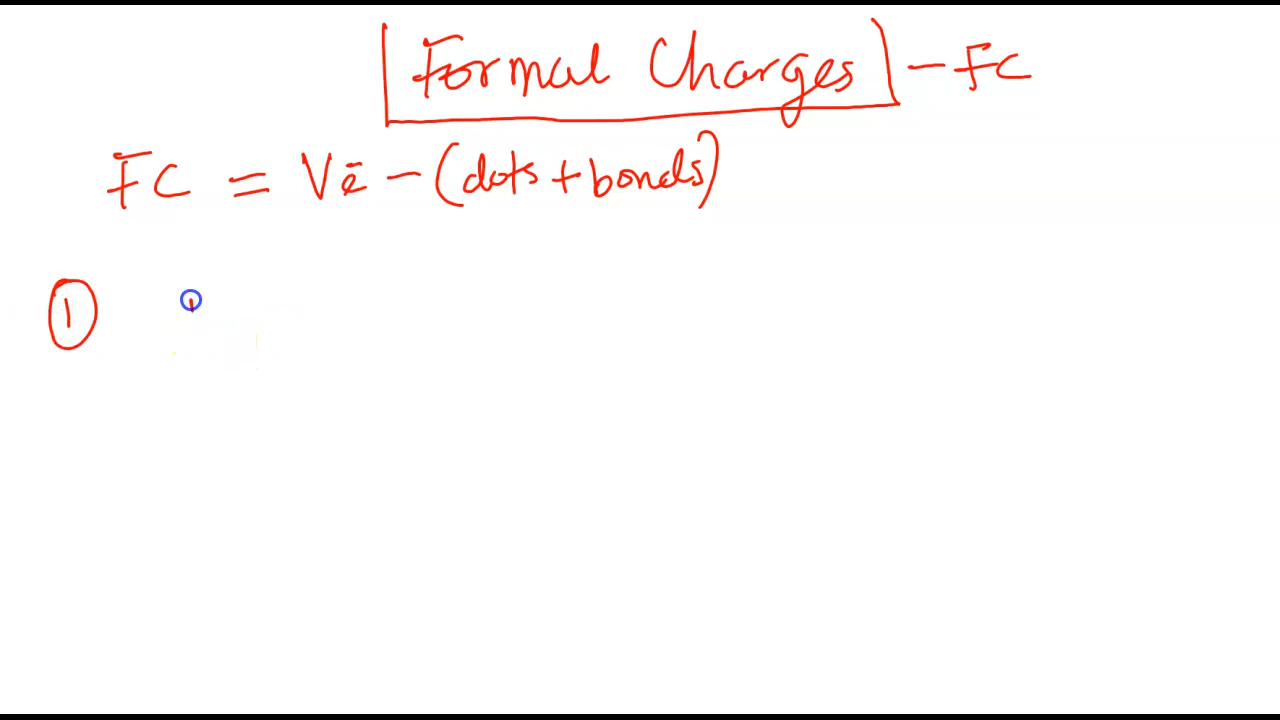 Formal Charges - FC
FC = Vē - (dots + bonds)
1